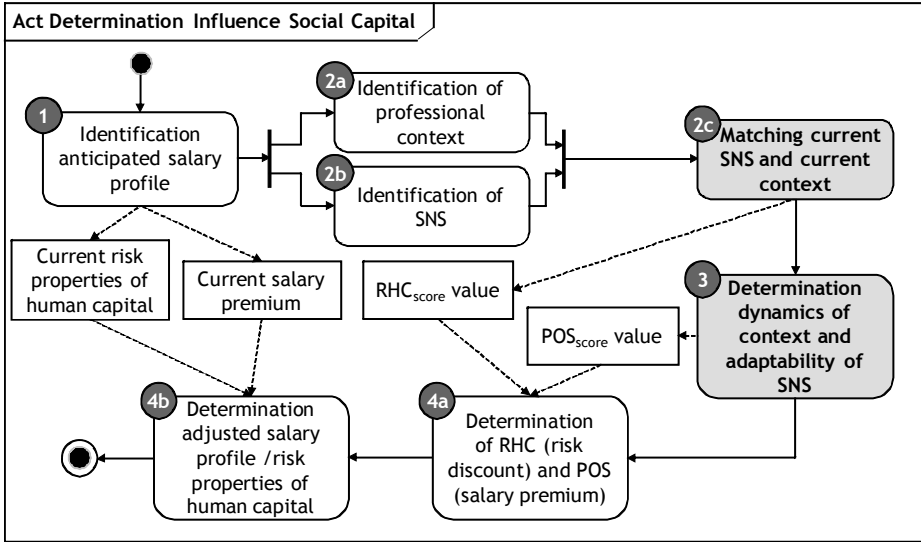 Act Determination Influence Social Capital
1
Identification
anticipated salary
profile
2a
Identification of
professional
context
2b
Identification of
SNS
2c
Matching current
SNS and current
context
Current risk
properties of
human capital
Current salary
premium
RHCscore value
POSscore value
3
Determination
dynamics of
context and
adaptability of
SNS
4b
Determination
adjusted salary
profile /risk
properties of
human capital
4a
Determination
of RHC (risk
discount) and POS
(salary premium)